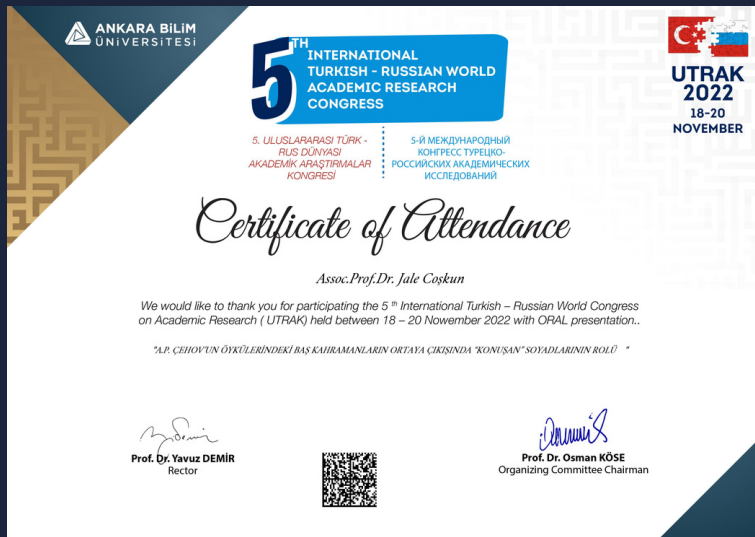 ANKARA BİLİM
ÜNİVERSİTESİ
5TH
INTERNATIONAL
TURKISH - RUSSIAN WORLD
ACADEMIC RESEARCH
CONGRESS
5. ULUSLARARASI TÜRK -
RUS DÜNYASI
AKADEMİK ARAŞTIRMALAR
KONGRESİ
5-Й МЕЖДУНАРОДНЫЙ
КОНГРЕСС ТУРЕЦКО-
РОССИЙСКИХ АКАДЕМИЧЕСКИХ
ИССЛЕДОВАНИЙ
UTRAK
2022
18-20
NOVEMBER
Certificate of Attendance
Assoc.Prof.Dr. Jale Coşkun
We would like to thank you for participating the 5 th International Turkish – Russian World Congress
on Academic Research ( UTRAK) held between 18 – 20 Nowember 2022 with ORAL presentation..
"A.P. ÇEHOV'UN ÖYKÜLERİNDEKİ BAŞ KAHRAMANLARIN ORTAYA ÇIKIŞINDA "KONUŞAN" SOYADLARININ ROLÜ "
Prof. Dr. Yavuz DEMİR
Rector
Prof. Dr. Osman KÖSE
Organizing Committee Chairman